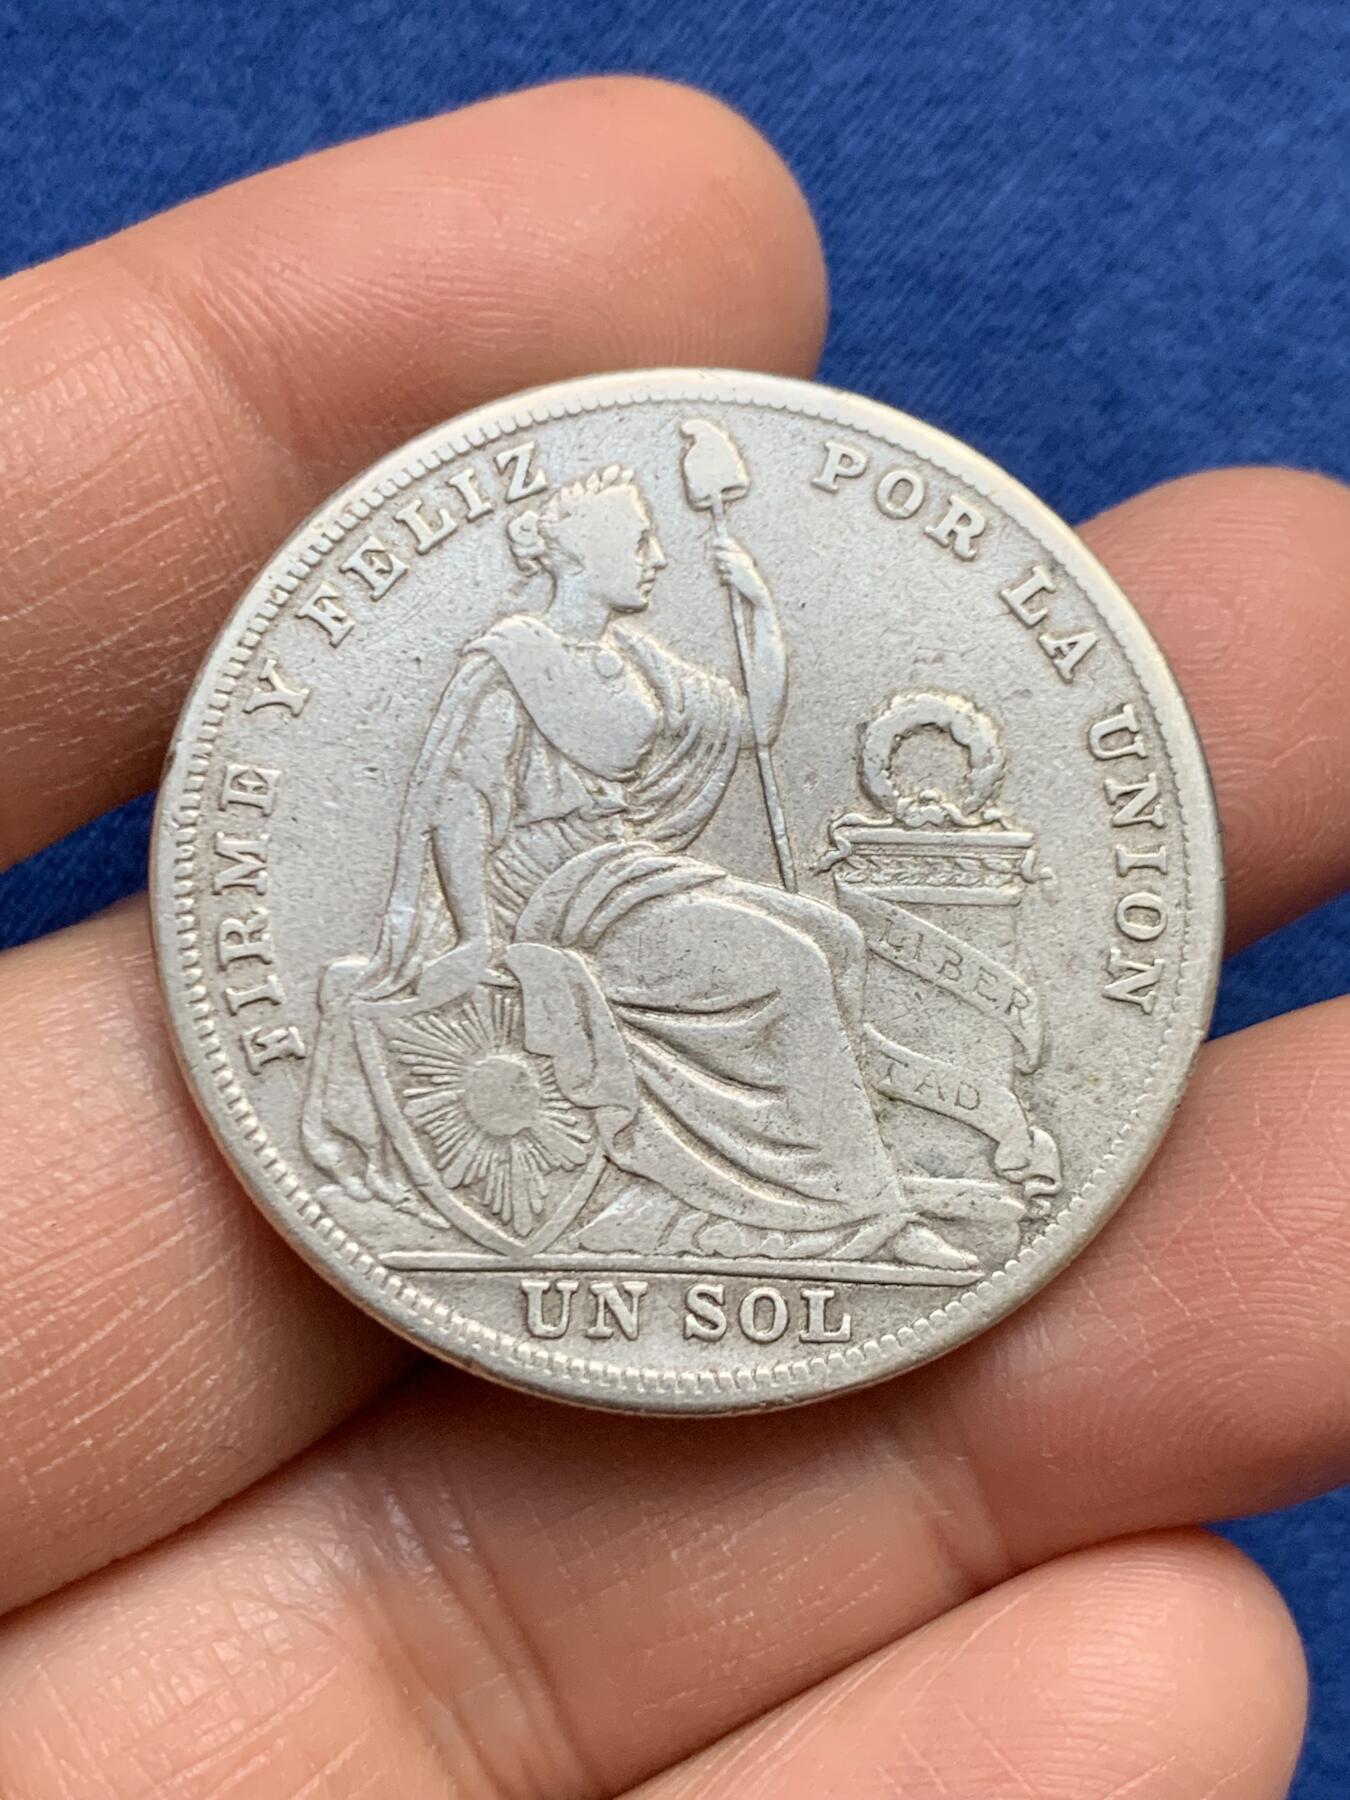 FIRME Y FELIZ POR LA UNION
LIBER
TAD
UN SOL